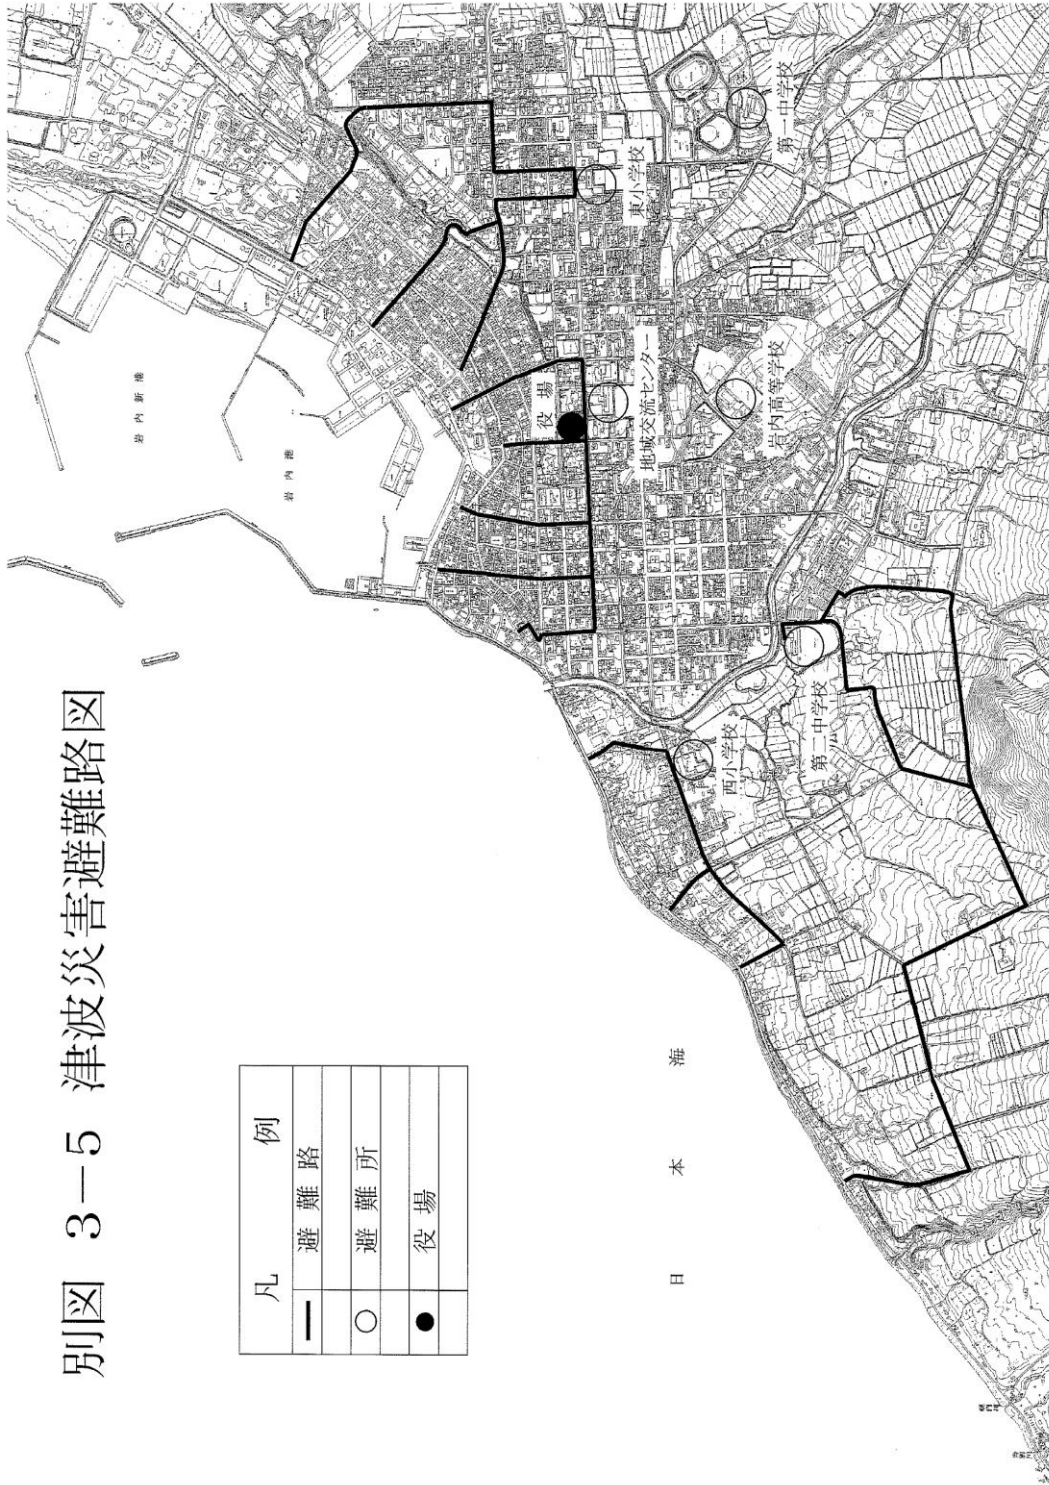 別図 3－5 津波災害避難路図
凡例
避難路
避難所
役場
岩内新港
岩内港
日本海
役場
地域交流センター
東小学校
第一中学校
岩内高等学校
西小学校
第二中学校